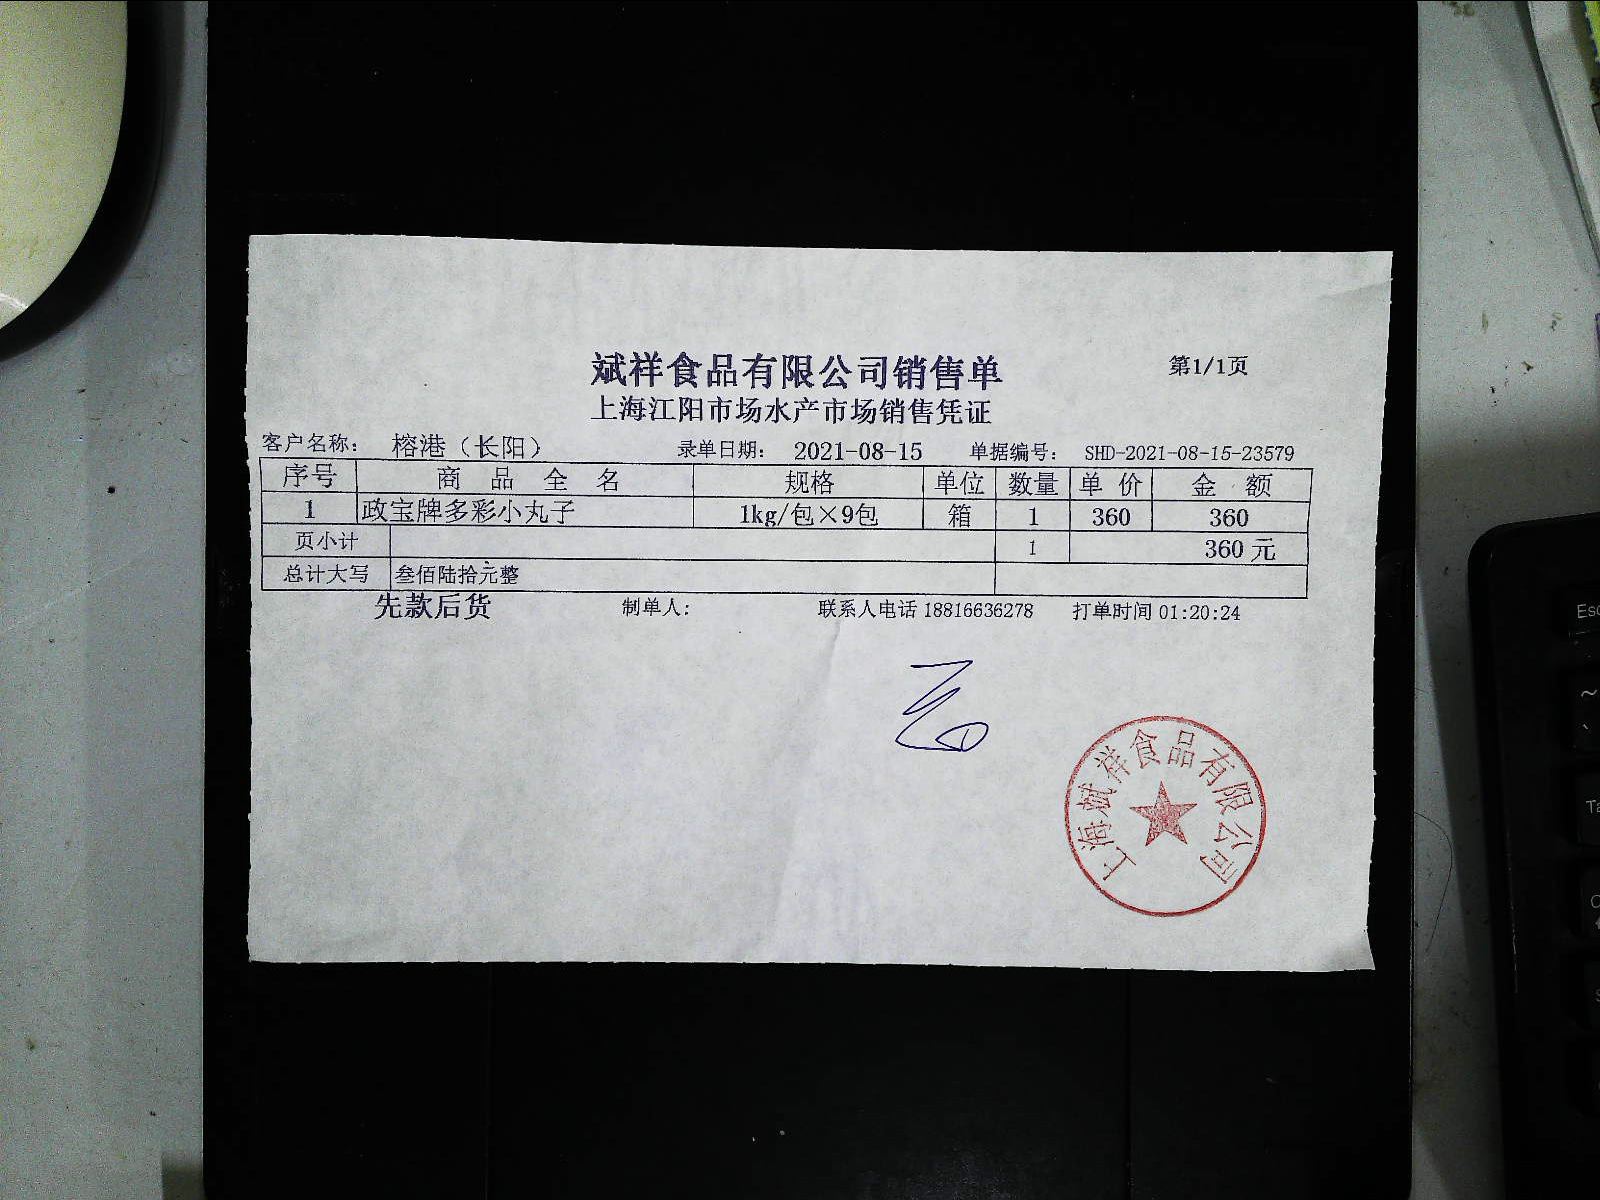 斌祥食品有限公司销售单 第1/1页
上海江阳市场水产市场销售凭证
客户名称： 榕港（长阳） 录单日期： 2021-08-15 单据编号： SHD-2021-08-15-23579
序号 商品全名 规格 单位 数量 单价 金额
1 政宝牌多彩小丸子 1kg/包×9包 箱 1 360 360
页小计 1 360 元
总计大写 叁佰陆拾元整
先款后货 制单人: 联系人电话 18816636278 打单时间 01:20:24
上海斌祥食品有限公司
Esc
~